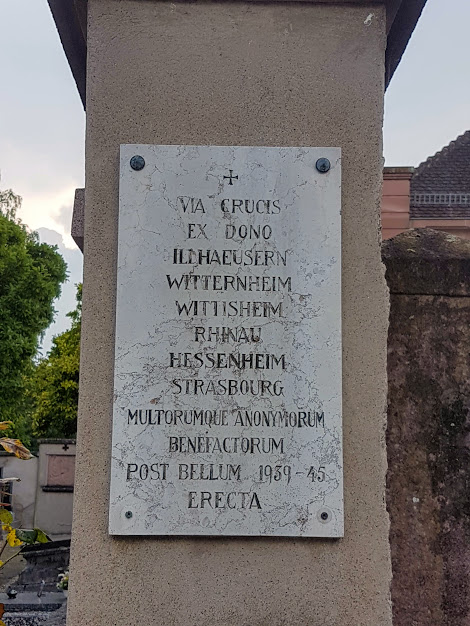 VIA CRUCIS
EX DONO
ILLHAEUSERN
WITTERNHEIM
WITTISHEIM
RHINAU
HESSENHEIM
STRASBOURG
MULTORUMQUE ANONYMORUM
BENEFACTORUM
POST BELLUM 1939-45
ERECTA